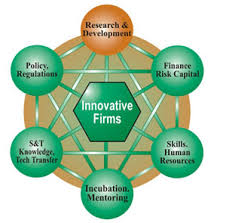 Research &
Development
Policy,
Regulations
Finance
Risk Capital
Innovative
Firms
S&T
Knowledge,
Tech Transfer
Skills.
Human
Resources
Incubation.
Mentoring